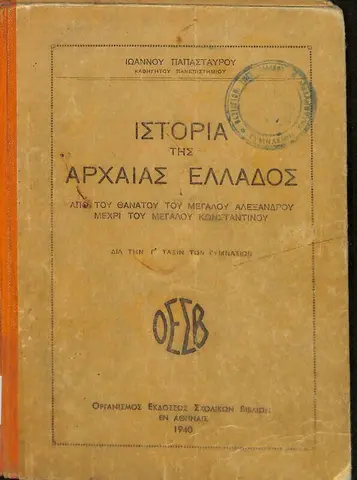 ΙΩΑΝΝΟΥ ΠΑΠΑΣΤΑΥΡΟΥ
ΚΑΘΗΓΗΤΟΥ ΠΑΝΕΠΙΣΤΗΜΙΟΥ
ΙΣΤΟΡΙΑ
ΤΗΣ
ΑΡΧΑΙΑΣ ΕΛΛΑΔΟΣ
ΑΠΟ ΤΟΥ ΘΑΝΑΤΟΥ ΤΟΥ ΜΕΓΑΛΟΥ ΑΛΕΞΑΝΔΡΟΥ
ΜΕΧΡΙ ΤΟΥ ΜΕΓΑΛΟΥ ΚΩΝΣΤΑΝΤΙΝΟΥ
ΔΙΑ ΤΗΝ Γ' ΤΑΞΙΝ ΤΩΝ ΓΥΜΝΑΣΙΩΝ
ΟΕΣΒ
ΟΡΓΑΝΙΣΜΟΣ ΕΚΔΟΣΕΩΣ ΣΧΟΛΙΚΩΝ ΒΙΒΛΙΩΝ
ΕΝ ΑΘΗΝΑΙΣ
1940